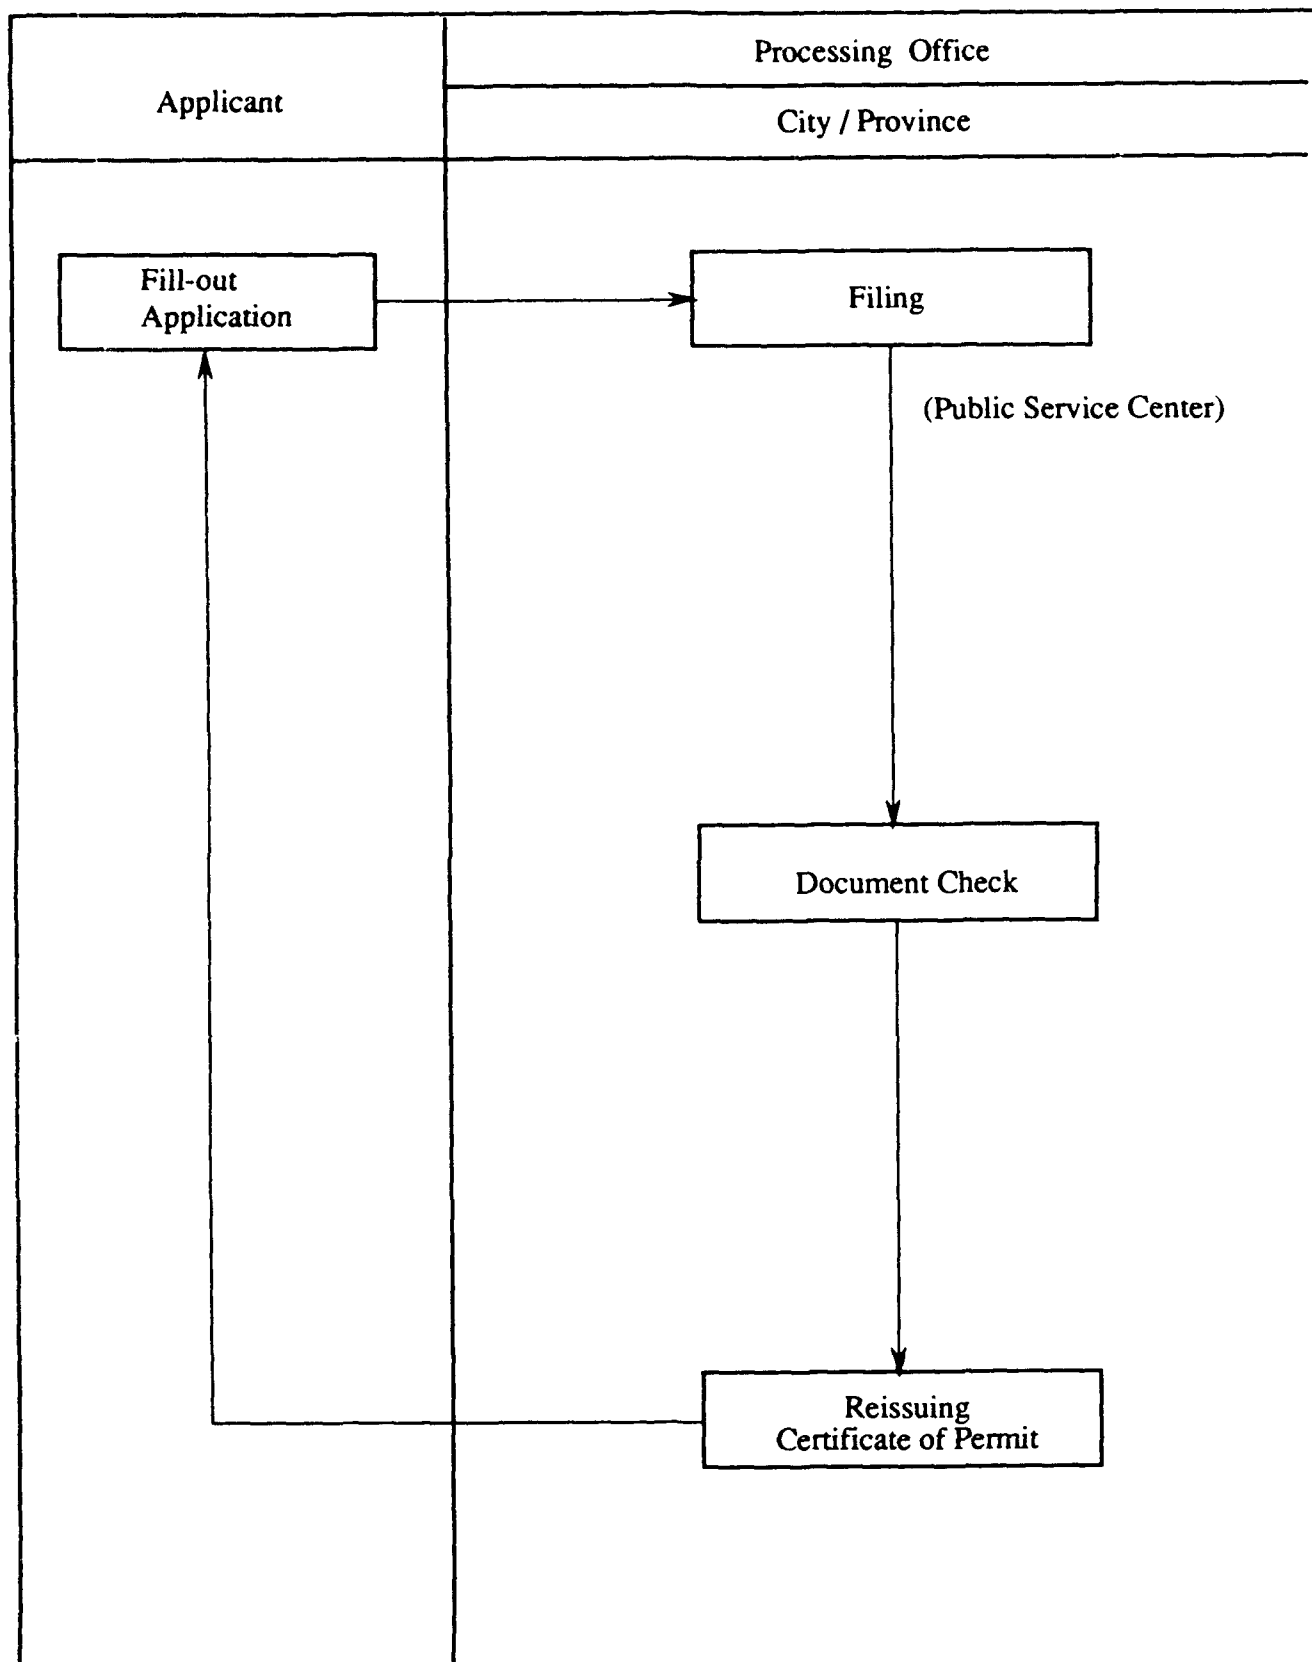 Processing Office
Applicant
City / Province
Fill-out
Application
Filing
(Public Service Center)
Document Check
Reissuing
Certificate of Permit